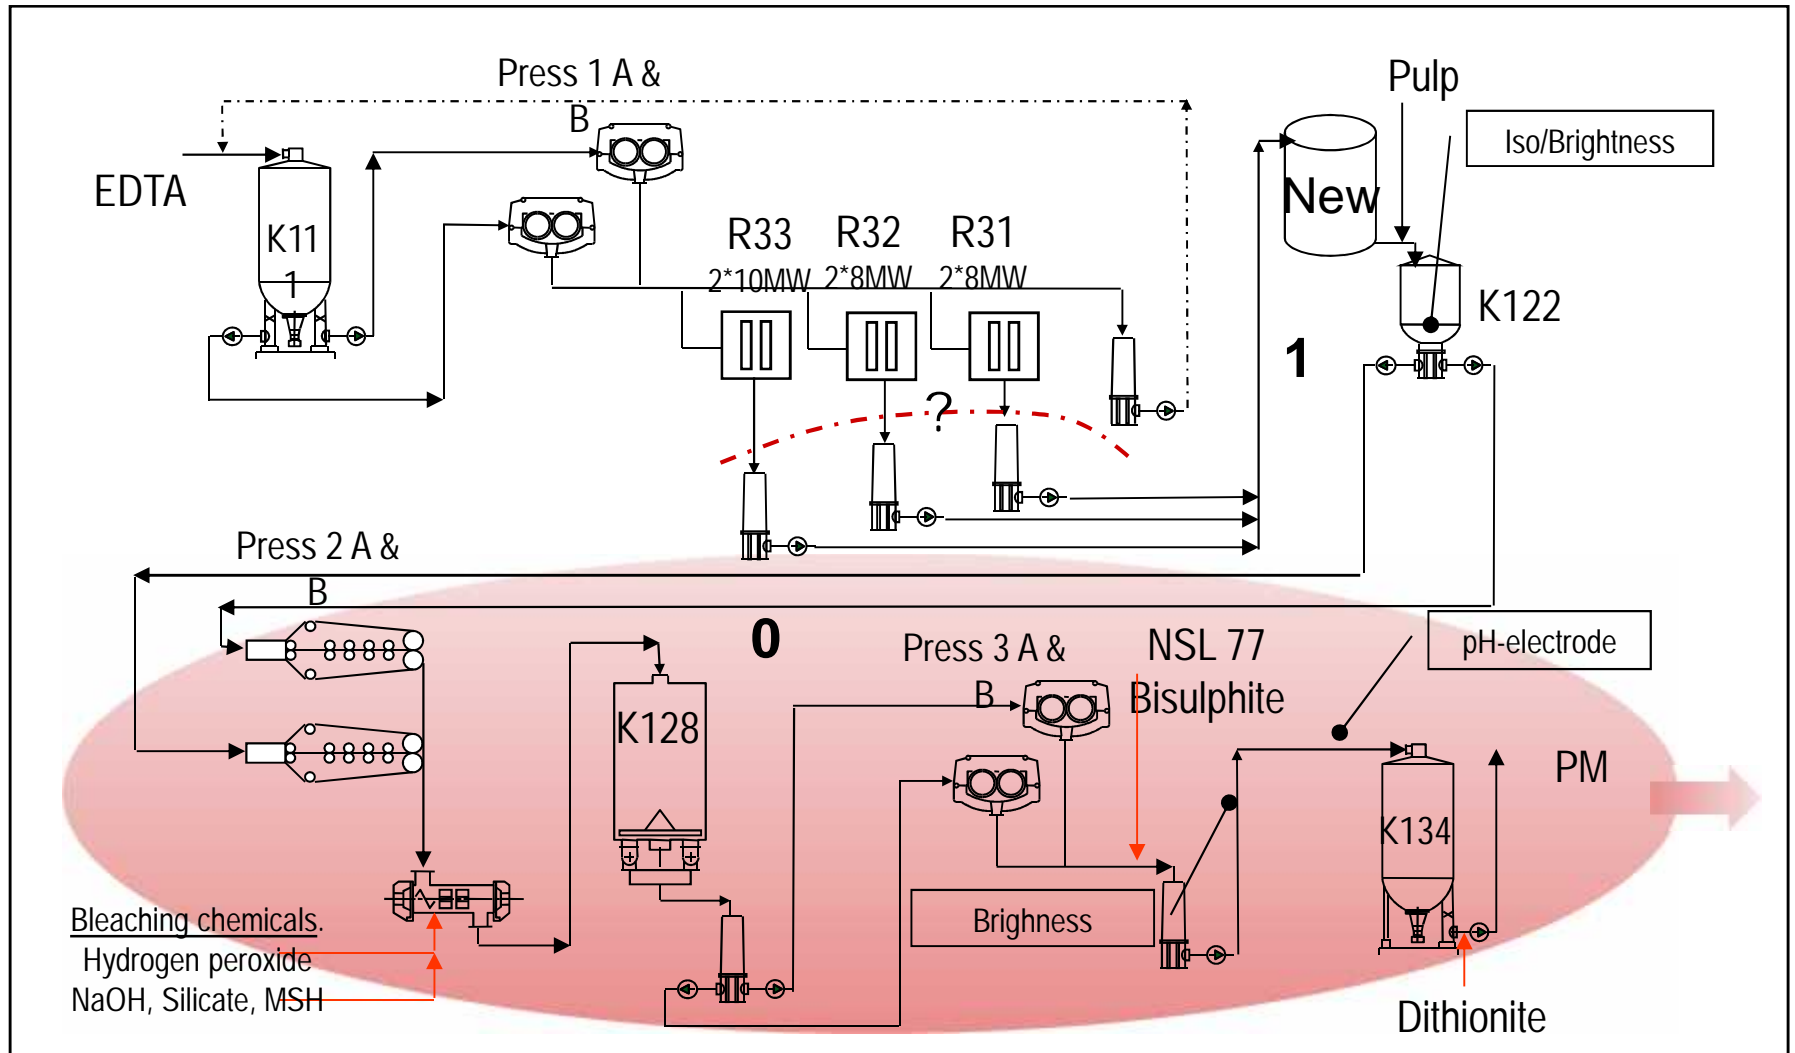 Press 1 A &
B
Pulp
Iso/Brightness
EDTA
K11
1
New
R33
R32
R31
2*10MW
2*8MW
2*8MW
K122
1
?
Press 2 A &
B
0
Press 3 A &
B
NSL 77
Bisulphite
pH-electrode
K128
PM
K134
Brighness
Bleaching chemicals.
Hydrogen peroxide
NaOH, Silicate, MSH
Dithionite